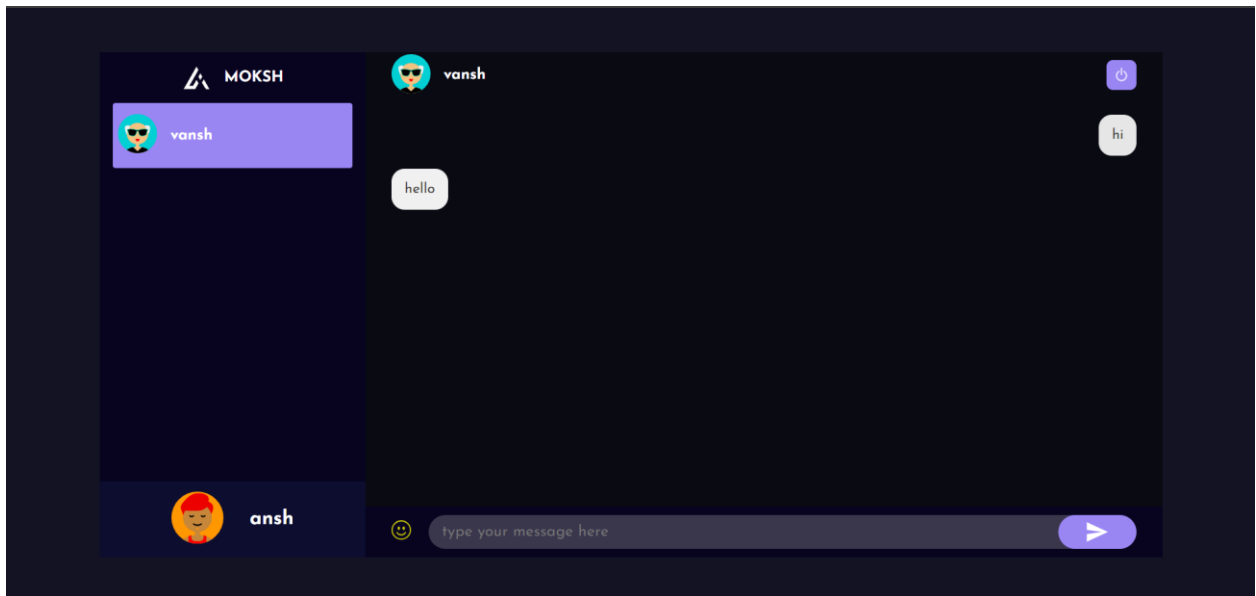 MOKSH
vansh
ansh
vansh
hi
hello
type your message here